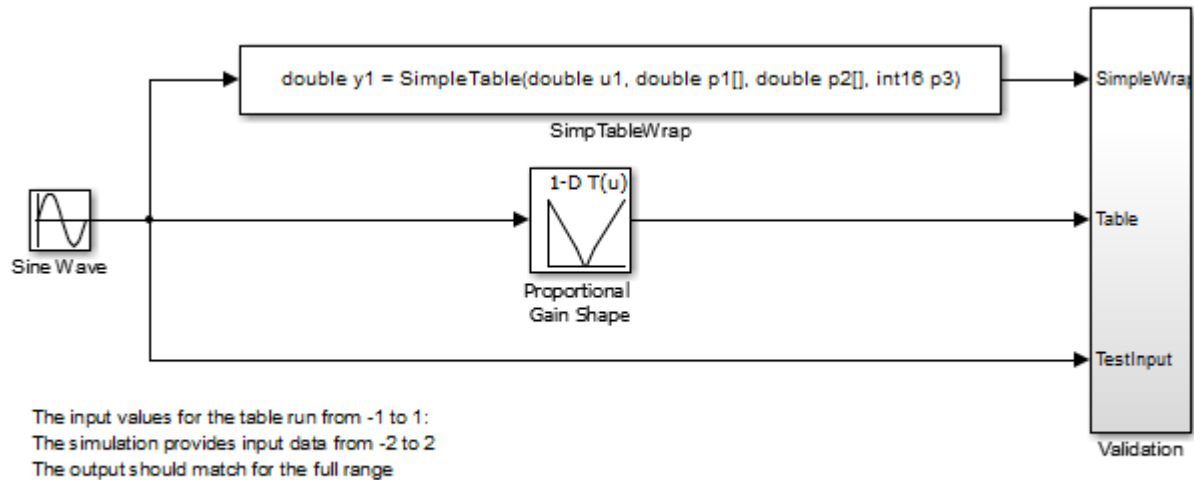 double y1 = SimpleTable(double u1, double p1[], double p2[], int16 p3)
SimpTableWrap
SimpleWrap
1-D T(u)
Sine Wave
Table
Proportional
Gain Shape
TestInput
The input values for the table run from -1 to 1:
The simulation provides input data from -2 to 2
The output should match for the full range
Validation